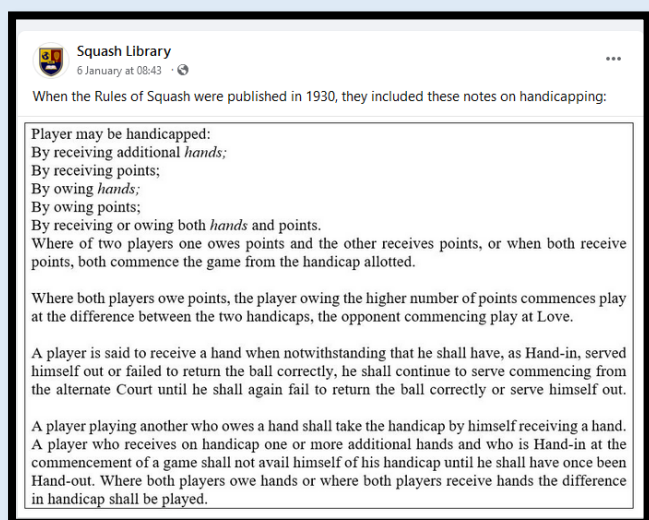 Squash Library
6 January at 08:43 ·
When the Rules of Squash were published in 1930, they included these notes on handicapping:
Player may be handicapped:
By receiving additional hands;
By receiving points;
By owing hands;
By owing points;
By receiving or owing both hands and points.
Where of two players one owes points and the other receives points, or when both receive
points, both commence the game from the handicap allotted.
Where both players owe points, the player owing the higher number of points commences play
at the difference between the two handicaps, the opponent commencing play at Love.
A player is said to receive a hand when notwithstanding that he shall have, as Hand-in, served
himself out or failed to return the ball correctly, he shall continue to serve commencing from
the alternate Court until he shall again fail to return the ball correctly or serve himself out.
A player playing another who owes a hand shall take the handicap by himself receiving a hand.
A player who receives on handicap one or more additional hands and who is Hand-in at the
commencement of a game shall not avail himself of his handicap until he shall have once been
Hand-out. Where both players owe hands or where both players receive hands the difference
in handicap shall be played.